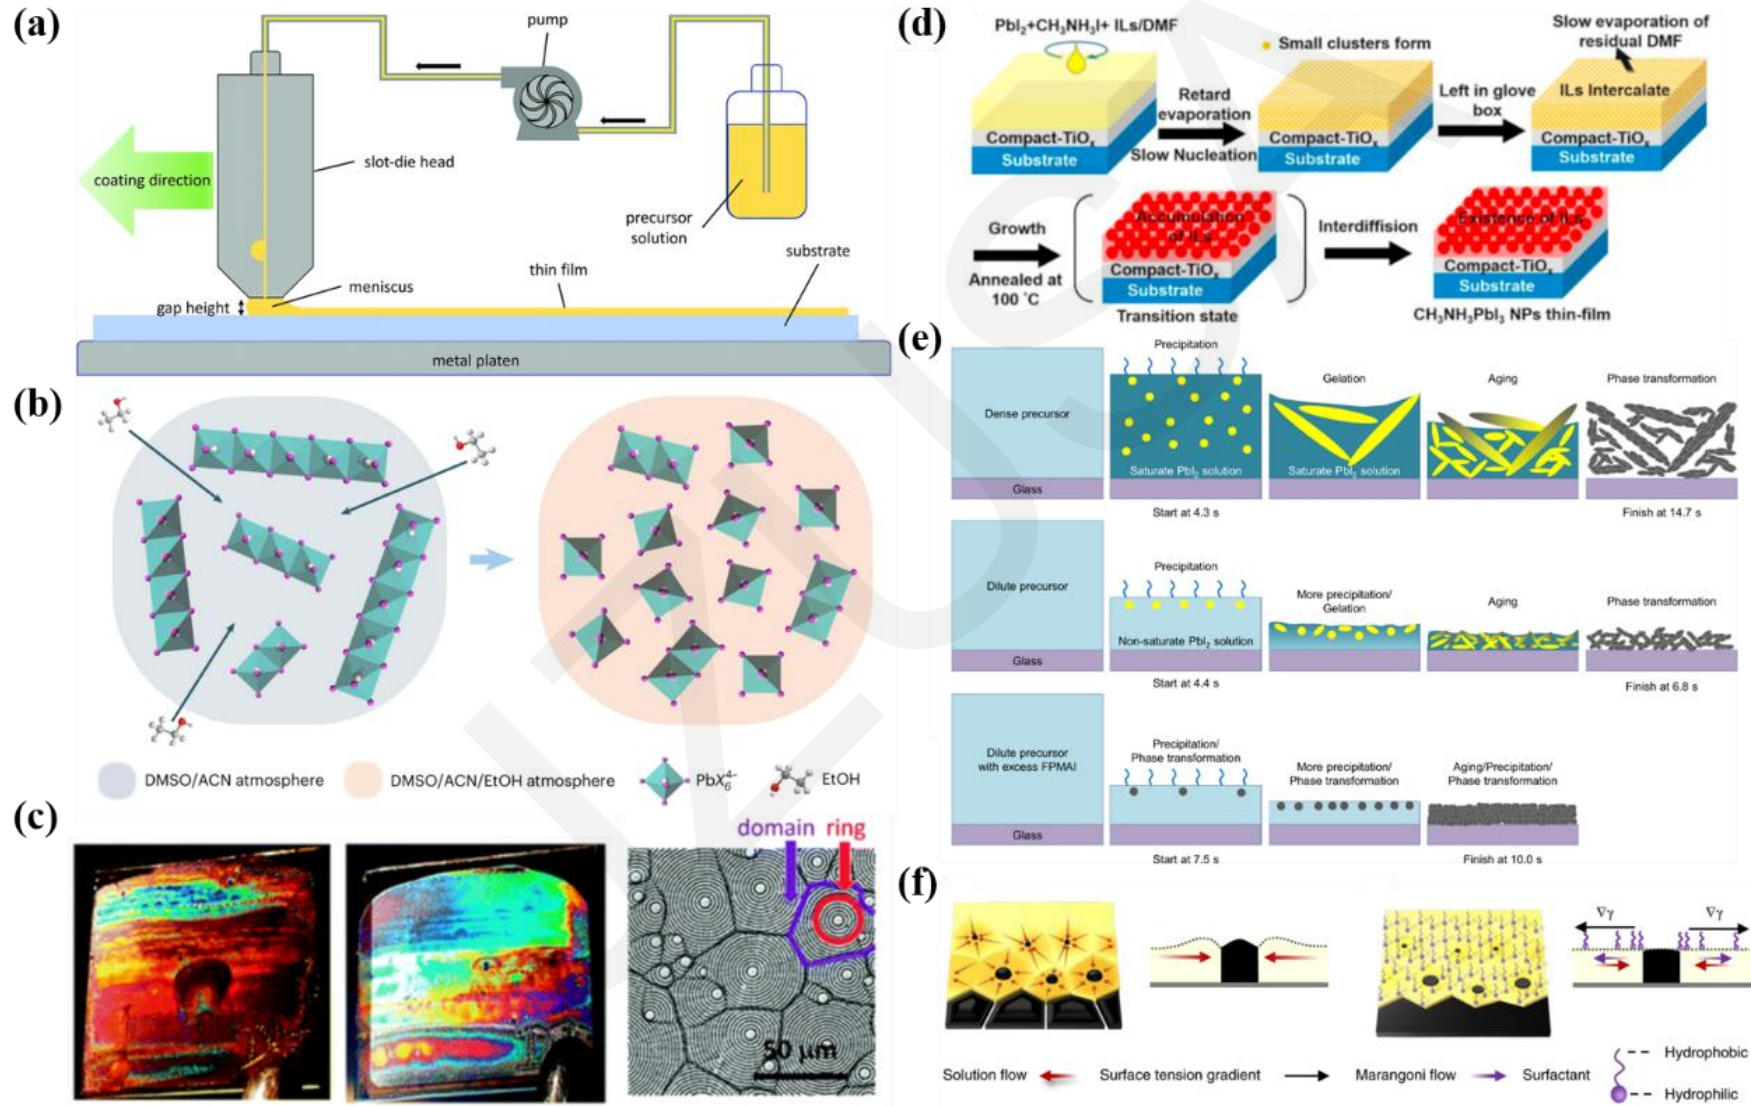 (a)
pump
slot-die head
coating direction
precursor
solution
substrate
thin film
meniscus
gap height
metal platen
(b)
DMSO/ACN atmosphere
DMSO/ACN/EtOH atmosphere
PbX₆⁴⁻
EtOH
(c)
domain ring
50 μm
(d)
PbI₂+CH₃NH₃I+ ILs/DMF
Compact-TiOₓ
Substrate
Retard
evaporation
Slow Nucleation
Small clusters form
Compact-TiOₓ
Substrate
Left in glove
box
Slow evaporation of
residual DMF
ILs Intercalate
Compact-TiOₓ
Substrate
Growth
Annealed at
100 °C
Accumulation
of ILs
Compact-TiOₓ
Substrate
Transition state
Interdiffision
Existence of ILs
Compact-TiOₓ
Substrate
CH₃NH₃PbI₃ NPs thin-film
(e)
Dense precursor
Glass
Precipitation
Saturate PbI₂ solution
Start at 4.3 s
Gelation
Saturate PbI₂ solution
Aging
Phase transformation
Finish at 14.7 s
Dilute precursor
Glass
Precipitation
Non-saturate PbI₂ solution
Start at 4.4 s
More precipitation/
Gelation
Aging
Phase transformation
Finish at 6.8 s
Dilute precursor
with excess FPMAI
Glass
Precipitation/
Phase transformation
Start at 7.5 s
More precipitation/
Phase transformation
Aging/Precipitation/
Phase transformation
Finish at 10.0 s
(f)
∇γ
∇γ
Solution flow
Surface tension gradient
Marangoni flow
Surfactant
Hydrophobic
Hydrophilic